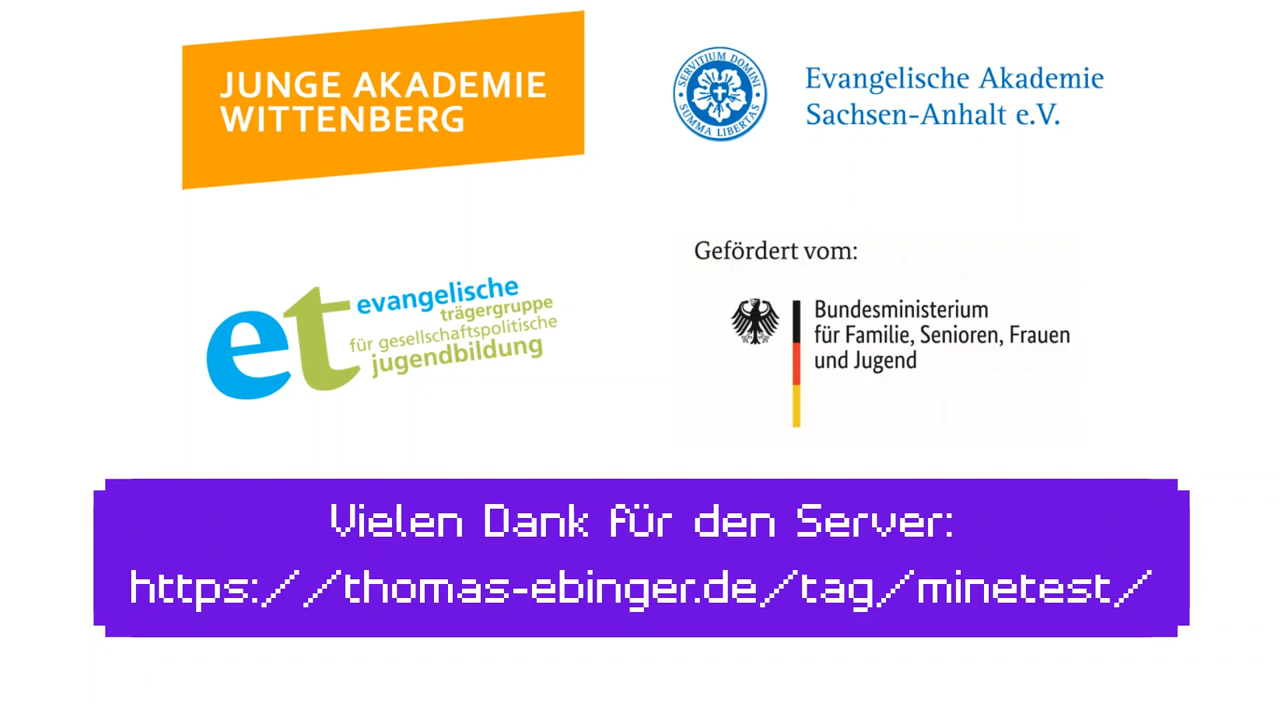 JUNGE AKADEMIE
WITTENBERG
SERVITIUM DOMINI
SUMMA LIBERTAS
Evangelische Akademie
Sachsen-Anhalt e.V.
et
evangelische
trägergruppe
für gesellschaftspolitische
jugendbildung
Gefördert vom:
Bundesministerium
für Familie, Senioren, Frauen
und Jugend
Vielen Dank für den Server:
https://thomas-ebinger.de/tag/minetest/